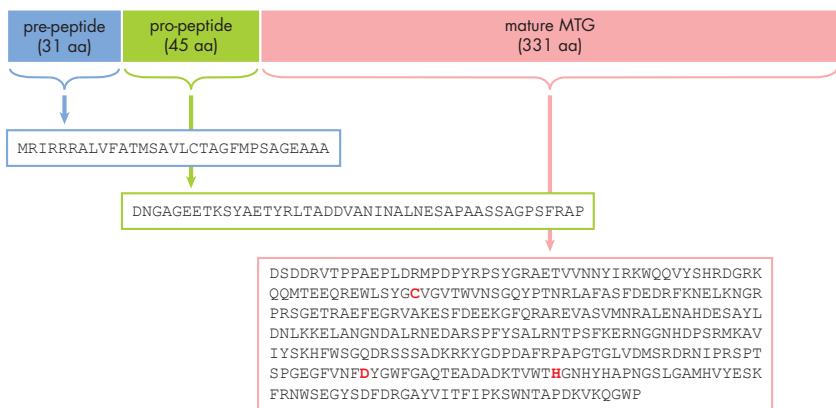 pre-peptide
(31 aa)
pro-peptide
(45 aa)
mature MTG
(331 aa)
MRIRRRALVFATMSAVLCTAGFMPSAGEAAA
DNGAGEETKSYAETYRLTADDVANINALNESAPAASSAGPSFRAP
DSDDRVTPPAEPLDRMPDPYRPSYGRAETVVNNYIRKWQQVYSHRDGRK
QQMTEEQREWLSYGCVGVTWVNSGQYPTNRLAFASFDEDRFKNELKNGR
PRSGETRAEFEGRVAKESFDEEKGFQRAREVASVMNRALENAHDESAYL
DNLKKELANGNDALRNEDARSPFYSALRNTPSFKERNGGNHDPSRMKAV
IYSKHFWSGQDRSSSADKRKYGDPDAFRPAPGTGLVDMSRDRNIPRSPT
SPGEGFVNFDYGWFGAQTEADADKTVWTHGNHYHAPNGSLGAMHVYESK
FRNWSEGYSDFDRGAYVITFIPKSWNTAPDKVKQGWP